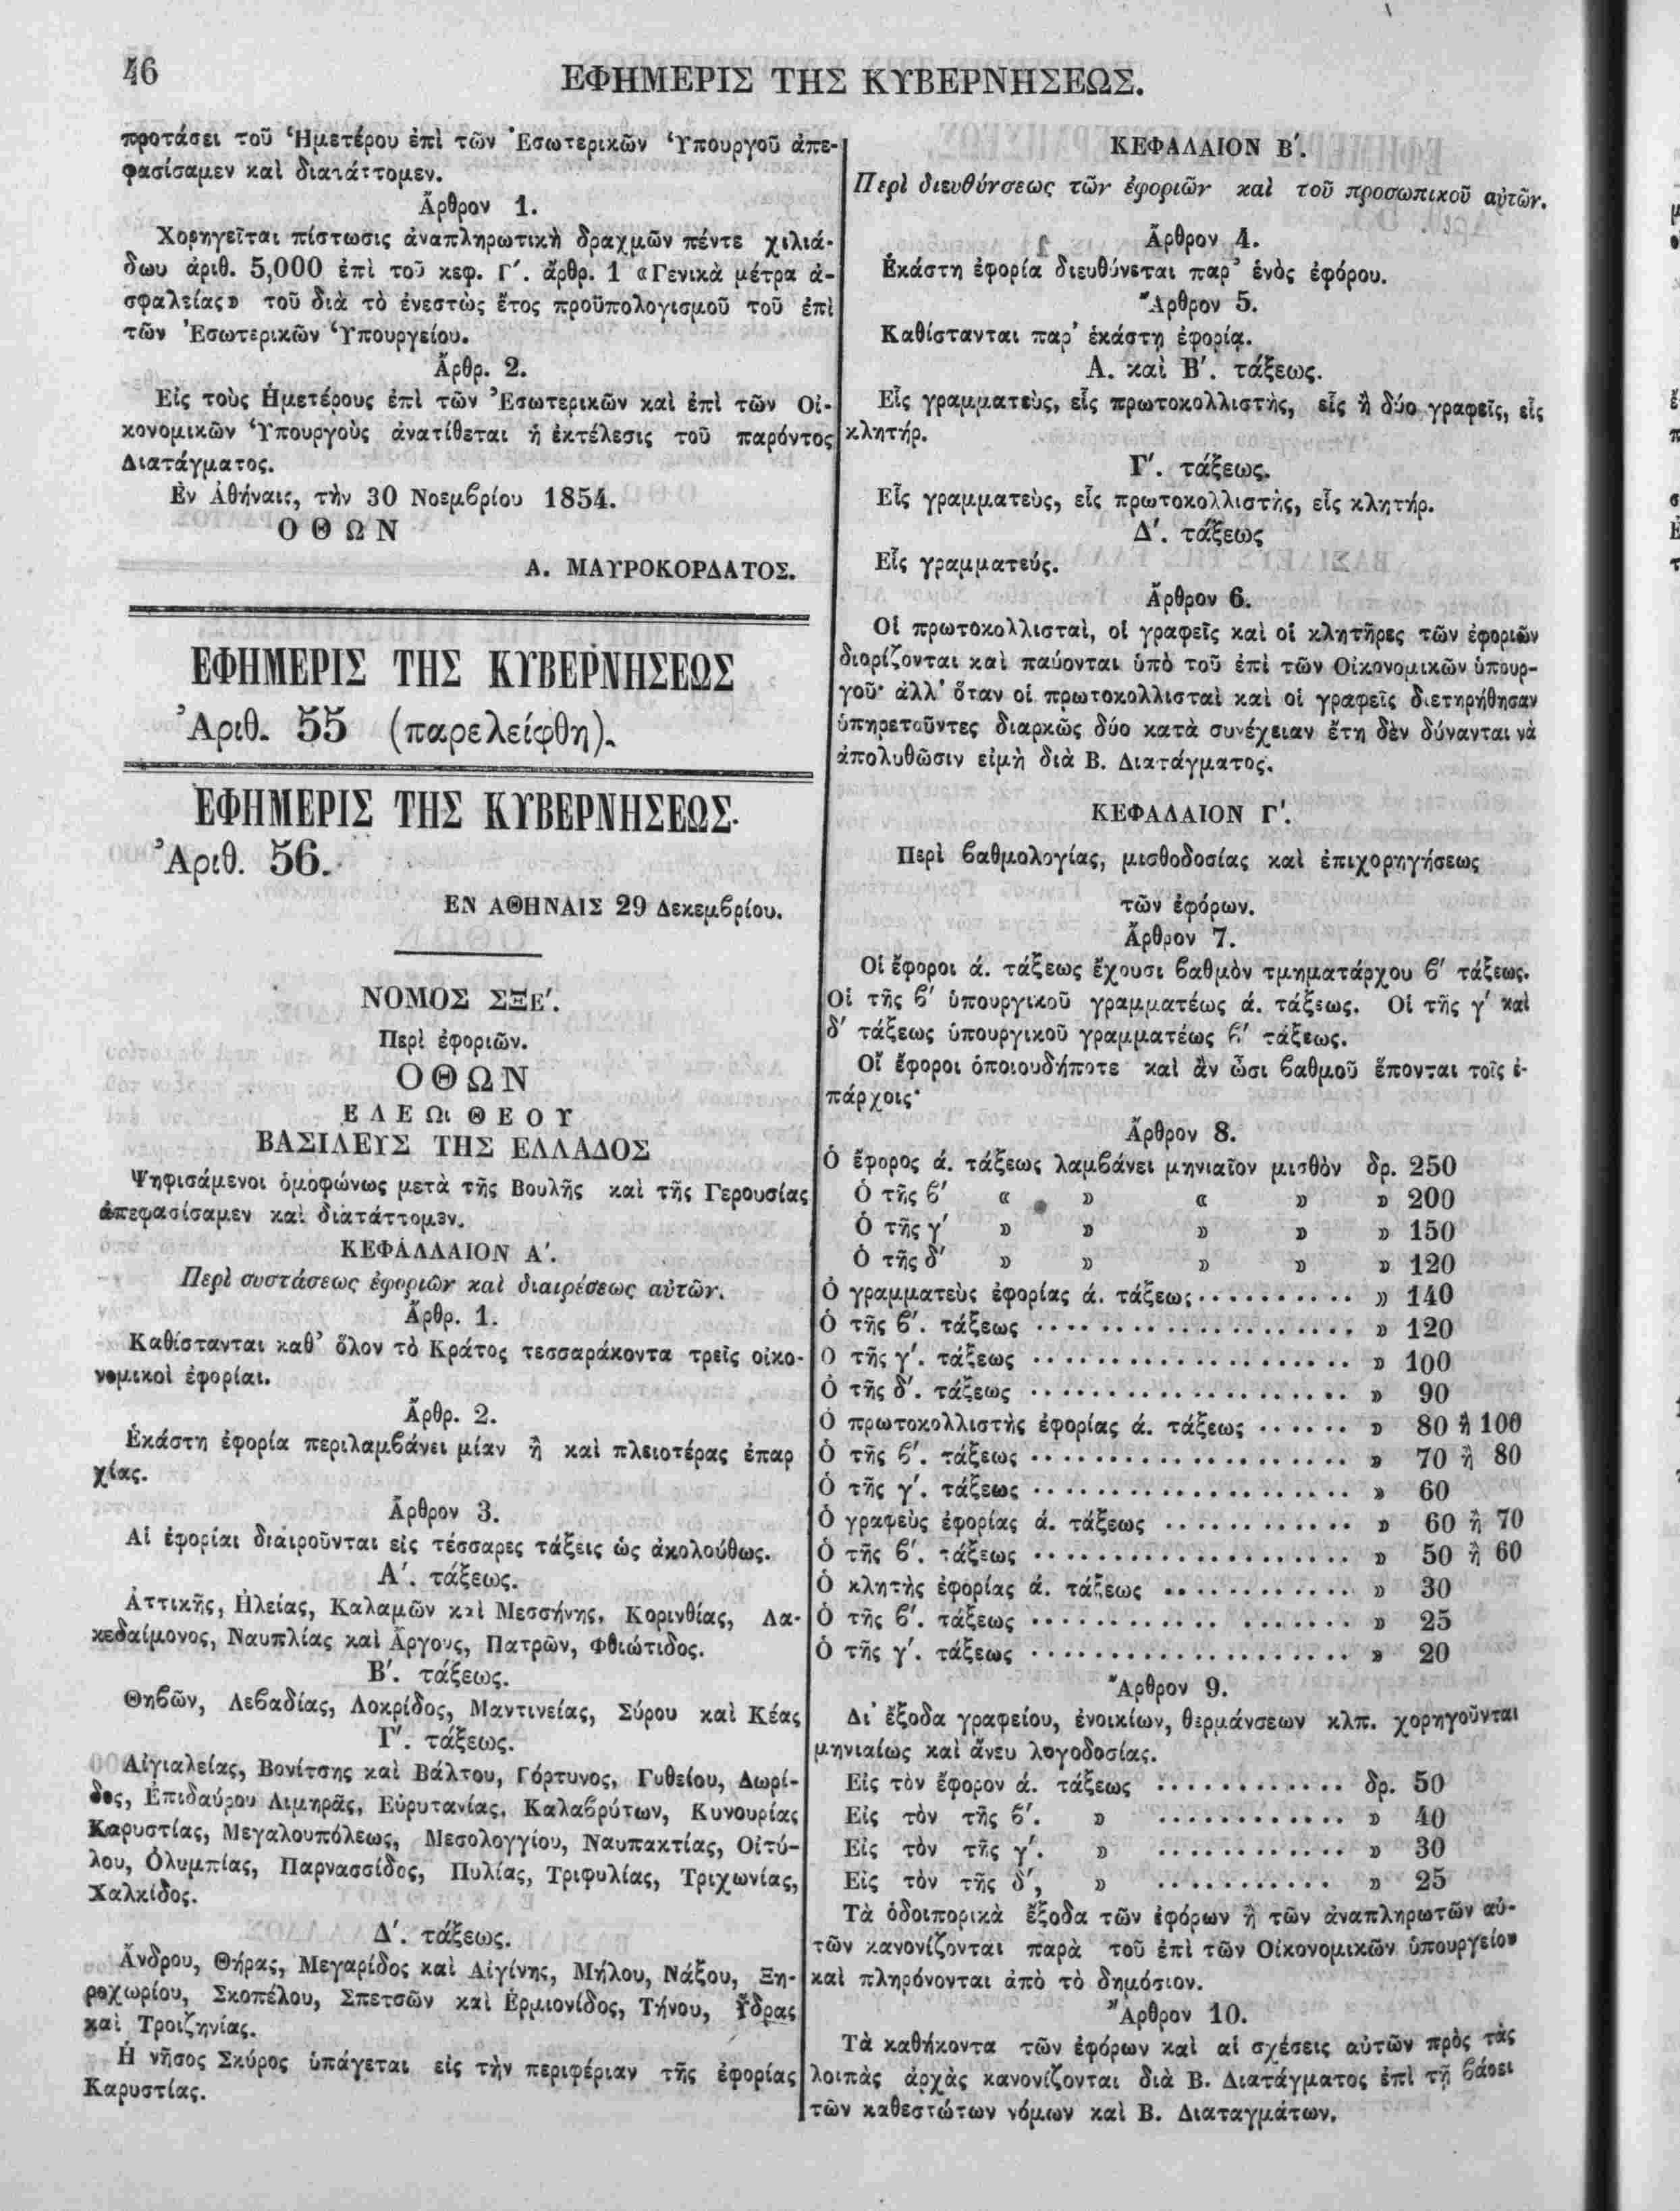 46
ΕΦΗΜΕΡΙΣ ΤΗΣ ΚΥΒΕΡΝΗΣΕΩΣ.
προτάσει τοῦ Ἡμετέρου ἐπὶ τῶν Ἐσωτερικῶν Ὑπουργοῦ ἀπε-
φασίσαμεν καὶ διατάττομεν.
Ἄρθρον 1.
Χορηγεῖται πίστωσις ἀναπληρωτικὴ δραχμῶν πέντε χιλιά-
δων ἀριθ. 5,000 ἐπὶ τοῦ κεφ. Γ΄. ἄρθρ. 1 «Γενικὰ μέτρα ἀ-
σφαλείας» τοῦ διὰ τὸ ἐνεστὼς ἔτος προϋπολογισμοῦ τοῦ ἐπὶ
τῶν Ἐσωτερικῶν Ὑπουργείου.
Ἄρθρ. 2.
Εἰς τοὺς Ἡμετέρους ἐπὶ τῶν Ἐσωτερικῶν καὶ ἐπὶ τῶν Οἰ-
κονομικῶν Ὑπουργοὺς ἀνατίθεται ἡ ἐκτέλεσις τοῦ παρόντος
Διατάγματος.
Ἐν Ἀθήναις, τὴν 30 Νοεμβρίου 1854.
ΟΘΩΝ
Α. ΜΑΥΡΟΚΟΡΔΑΤΟΣ.
ΕΦΗΜΕΡΙΣ ΤΗΣ ΚΥΒΕΡΝΗΣΕΩΣ
Ἀριθ. 55 (παρελείφθη).
ΕΦΗΜΕΡΙΣ ΤΗΣ ΚΥΒΕΡΝΗΣΕΩΣ.
Ἀριθ. 56.
ΕΝ ΑΘΗΝΑΙΣ 29 Δεκεμβρίου.
ΝΟΜΟΣ ΣΞΕ΄.
Περὶ ἐφοριῶν.
ΟΘΩΝ
ΕΛΕΩι ΘΕΟΥ
ΒΑΣΙΛΕΥΣ ΤΗΣ ΕΛΛΑΔΟΣ
Ψηφισάμενοι ὁμοφώνως μετὰ τῆς Βουλῆς καὶ τῆς Γερουσίας
ἀπεφασίσαμεν καὶ διατάττομεν.
ΚΕΦΑΛΛΑΙΟΝ Α΄.
Περὶ συστάσεως ἐφοριῶν καὶ διαιρέσεως αὐτῶν.
Ἄρθρ. 1.
Καθίστανται καθ' ὅλον τὸ Κράτος τεσσαράκοντα τρεῖς οἰκο-
νομικοὶ ἐφορίαι.
Ἄρθρ. 2.
Ἑκάστη ἐφορία περιλαμβάνει μίαν ἢ καὶ πλειοτέρας ἐπαρ
χίας.
Ἄρθρον 3.
Αἱ ἐφορίαι διαιροῦνται εἰς τέσσαρες τάξεις ὡς ἀκολούθως.
Α΄. τάξεως.
Ἀττικῆς, Ἠλείας, Καλαμῶν καὶ Μεσσήνης, Κορινθίας, Λα-
κεδαίμονος, Ναυπλίας καὶ Ἄργους, Πατρῶν, Φθιώτιδος.
Β΄. τάξεως.
Θηβῶν, Λεβαδίας, Λοκρίδος, Μαντινείας, Σύρου καὶ Κέας
Γ΄. τάξεως.
Αἰγιαλείας, Βονίτσης καὶ Βάλτου, Γόρτυνος, Γυθείου, Δωρί-
δος, Ἐπιδαύρου Λιμηρᾶς, Εὐρυτανίας, Καλαβρύτων, Κυνουρίας
Καρυστίας, Μεγαλουπόλεως, Μεσολογγίου, Ναυπακτίας, Οἰτύ-
λου, Ὀλυμπίας, Παρνασσίδος, Πυλίας, Τριφυλίας, Τριχωνίας,
Χαλκίδος.
Δ΄. τάξεως.
Ἄνδρου, Θήρας, Μεγαρίδος καὶ Αἰγίνης, Μήλου, Νάξου, Ξη-
ροχωρίου, Σκοπέλου, Σπετσῶν καὶ Ἑρμιονίδος, Τήνου, Ὕδρας
καὶ Τροιζηνίας.
Ἡ νῆσος Σκύρος ὑπάγεται εἰς τὴν περιφέριαν τῆς ἐφορίας
Καρυστίας.
ΚΕΦΑΛΑΙΟΝ Β΄.
Περὶ διευθύνσεως τῶν ἐφοριῶν καὶ τοῦ προσωπικοῦ αὐτῶν.
Ἄρθρον 4.
Ἑκάστη ἐφορία διευθύνεται παρ' ἑνὸς ἐφόρου.
Ἄρθρον 5.
Καθίστανται παρ' ἑκάστῃ ἐφορίᾳ.
Α. καὶ Β΄. τάξεως.
Εἷς γραμματεὺς, εἷς πρωτοκολλιστὴς, εἷς ἢ δύο γραφεῖς, εἷς
κλητήρ.
Γ΄. τάξεως.
Εἷς γραμματεὺς, εἷς πρωτοκολλιστὴς, εἷς κλητήρ.
Δ΄. τάξεως
Εἷς γραμματεύς.
Ἄρθρον 6.
Οἱ πρωτοκολλισταὶ, οἱ γραφεῖς καὶ οἱ κλητῆρες τῶν ἐφοριῶν
διορίζονται καὶ παύονται ὑπὸ τοῦ ἐπὶ τῶν Οἰκονομικῶν ὑπουρ-
γοῦ· ἀλλ' ὅταν οἱ πρωτοκολλισταὶ καὶ οἱ γραφεῖς διετηρήθησαν
ὑπηρετοῦντες διαρκῶς δύο κατὰ συνέχειαν ἔτη δὲν δύνανται νὰ
ἀπολυθῶσιν εἰμὴ διὰ Β. Διατάγματος.
ΚΕΦΑΛΑΙΟΝ Γ΄.
Περὶ βαθμολογίας, μισθοδοσίας καὶ ἐπιχορηγήσεως
τῶν ἐφόρων.
Ἄρθρον 7.
Οἱ ἔφοροι ά. τάξεως ἔχουσι βαθμὸν τμηματάρχου β΄ τάξεως.
Οἱ τῆς β΄ ὑπουργικοῦ γραμματέως ά. τάξεως. Οἱ τῆς γ΄ καὶ
δ΄ τάξεως ὑπουργικοῦ γραμματέως β΄ τάξεως.
Οἵ ἔφοροι ὁποιουδήποτε καὶ ἂν ὦσι βαθμοῦ ἕπονται τοῖς ἐ-
πάρχοις·
Ἄρθρον 8.
Ὁ ἔφορος ά. τάξεως λαμβάνει μηνιαῖον μισθὸν δρ. 250
Ὁ τῆς β΄ « » « » » 200
Ὁ τῆς γ΄ » » » » » 150
Ὁ τῆς δ΄ » » » » » 120
Ὁ γραμματεὺς ἐφορίας ά. τάξεως.......... » 140
Ὁ τῆς β΄. τάξεως .................... » 120
Ὁ τῆς γ΄. τάξεως .................... » 100
Ὁ τῆς δ΄. τάξεως .................... » 90
Ὁ πρωτοκολλιστὴς ἐφορίας ά. τάξεως ...... » 80 ἢ 100
Ὁ τῆς β΄. τάξεως .................... » 70 ἢ 80
Ὁ τῆς γ΄. τάξεως .................... » 60
Ὁ γραφεὺς ἐφορίας ά. τάξεως ............ » 60 ἢ 70
Ὁ τῆς β΄. τάξεως .................... » 50 ἢ 60
Ὁ κλητὴς ἐφορίας ά. τάξεως ............ » 30
Ὁ τῆς β΄. τάξεως .................... » 25
Ὁ τῆς γ΄. τάξεως .................... » 20
Ἄρθρον 9.
Δι' ἔξοδα γραφείου, ἐνοικίων, θερμάνσεων κλπ. χορηγοῦνται
μηνιαίως καὶ ἄνευ λογοδοσίας.
Εἰς τὸν ἔφορον ά. τάξεως ............ δρ. 50
Εἰς τὸν τῆς β΄. » ............ » 40
Εἰς τὸν τῆς γ΄. » ............ » 30
Εἰς τὸν τῆς δ΄, » ........... » 25
Τὰ ὁδοιπορικὰ ἔξοδα τῶν ἐφόρων ἢ τῶν ἀναπληρωτῶν αὐ-
τῶν κανονίζονται παρὰ τοῦ ἐπὶ τῶν Οἰκονομικῶν ὑπουργείου
καὶ πληρόνονται ἀπὸ τὸ δημόσιον.
Ἄρθρον 10.
Τὰ καθήκοντα τῶν ἐφόρων καὶ αἱ σχέσεις αὐτῶν πρὸς τὰς
λοιπὰς ἀρχὰς κανονίζονται διὰ Β. Διατάγματος ἐπὶ τῇ βάσει
τῶν καθεστώτων νόμων καὶ Β. Διαταγμάτων.